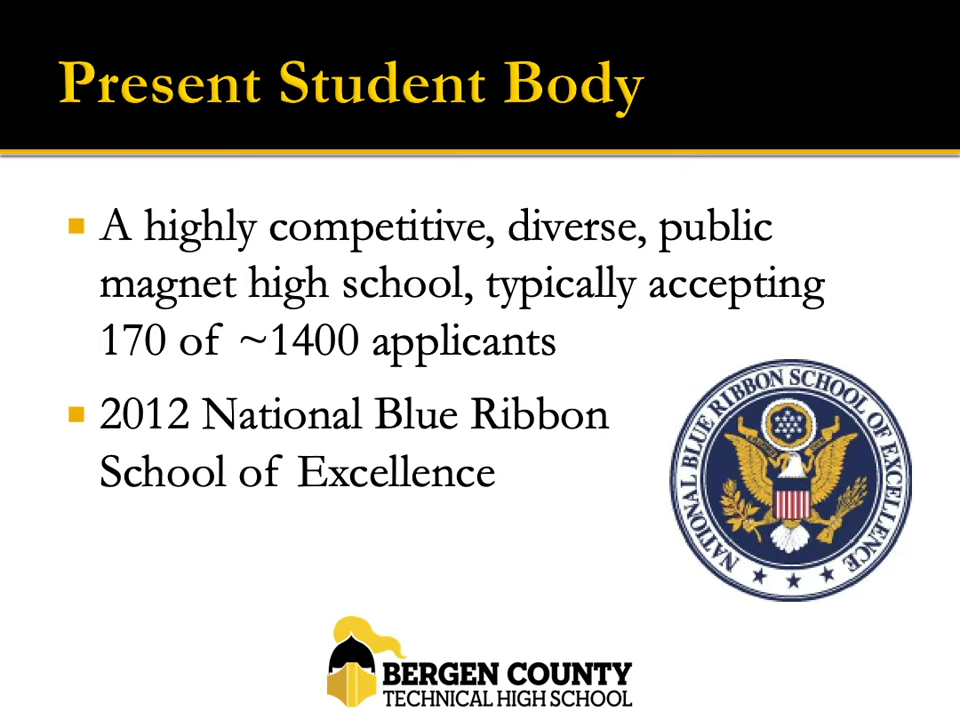 Present Student Body
A highly competitive, diverse, public
magnet high school, typically accepting
170 of ~1400 applicants
2012 National Blue Ribbon
School of Excellence
NATIONAL BLUE RIBBON SCHOOL OF EXCELLENCE
BERGEN COUNTY
TECHNICAL HIGH SCHOOL